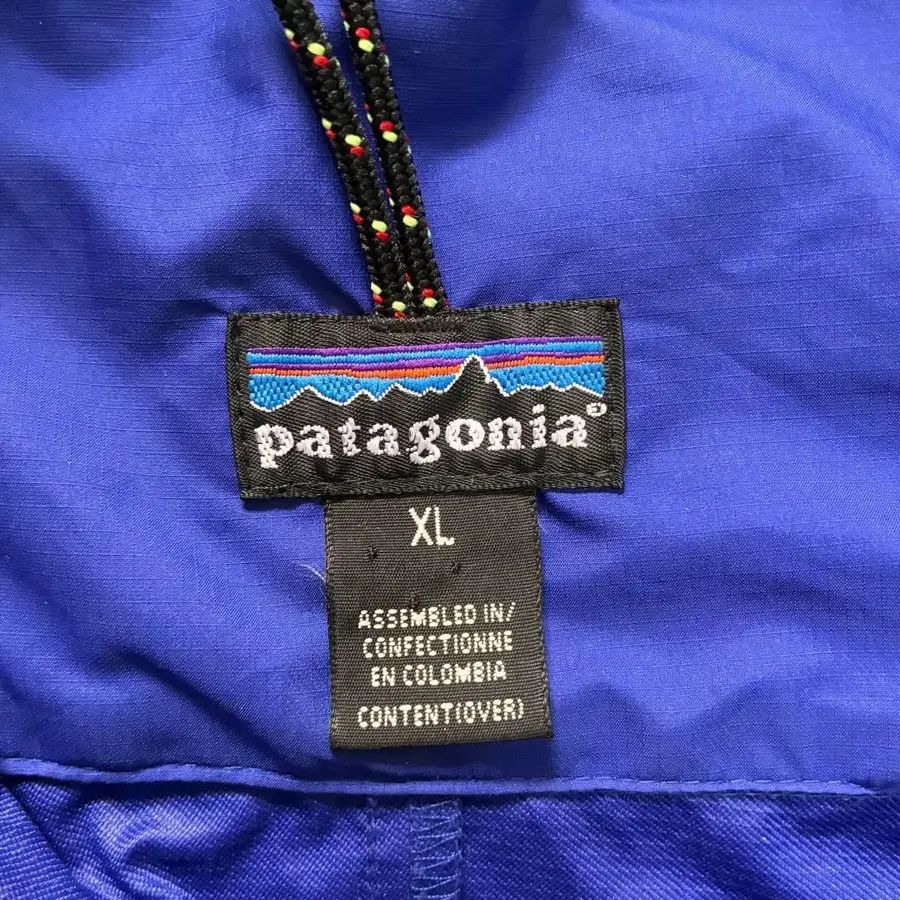 patagonia®
XL
ASSEMBLED IN/
CONFECTIONNE
EN COLOMBIA
CONTENT(OVER)